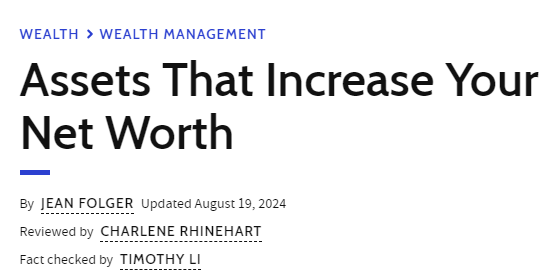 WEALTH > WEALTH MANAGEMENT
Assets That Increase Your
Net Worth
By JEAN FOLGER Updated August 19, 2024
Reviewed by CHARLENE RHINEHART
Fact checked by TIMOTHY LI